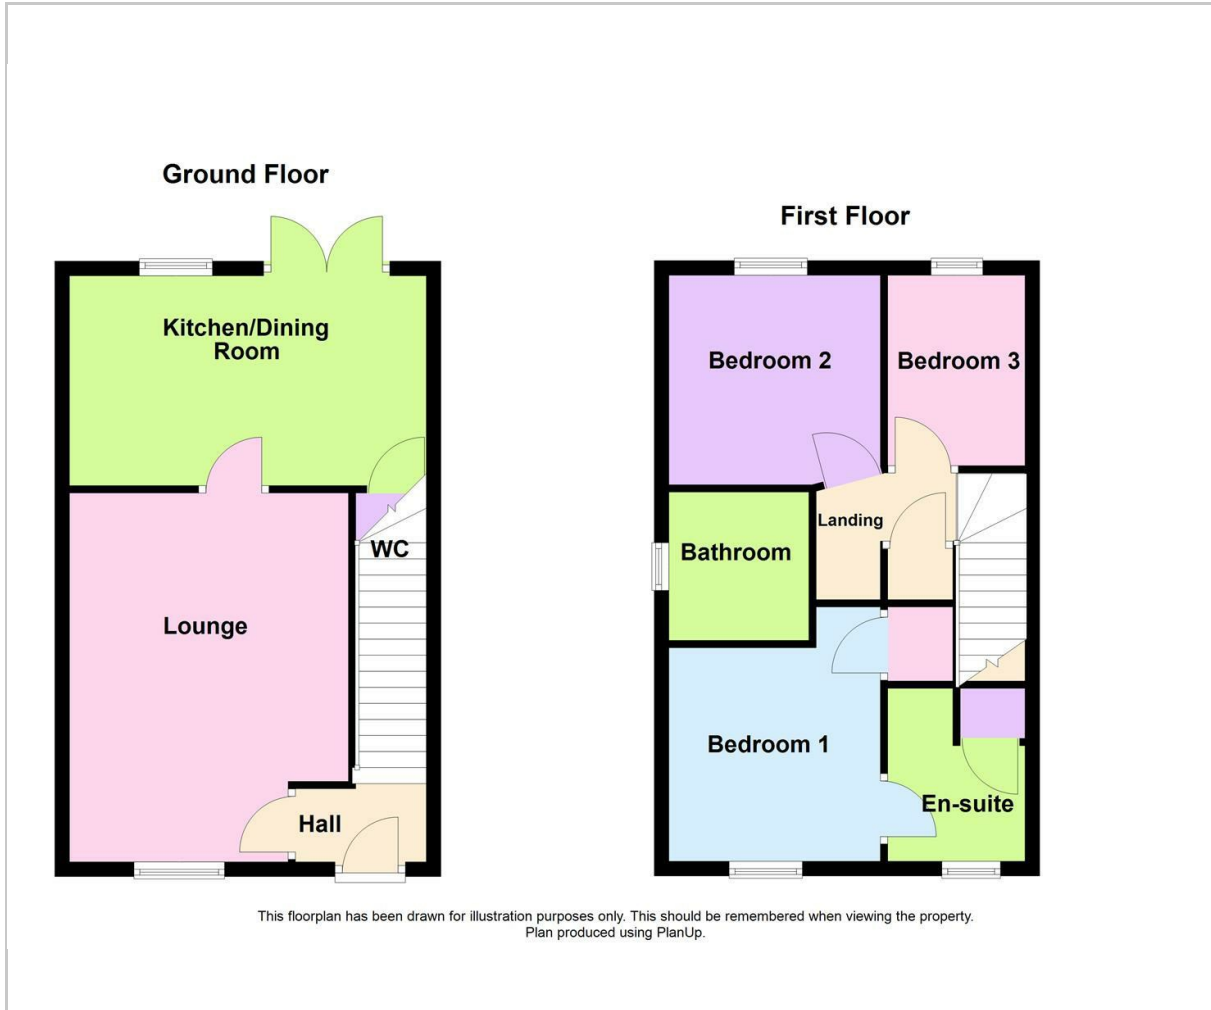 Ground Floor
Kitchen/Dining
Room
WC
Lounge
Hall
First Floor
Bedroom 2
Bedroom 3
Landing
Bathroom
Bedroom 1
En-suite
This floorplan has been drawn for illustration purposes only. This should be remembered when viewing the property.
Plan produced using PlanUp.